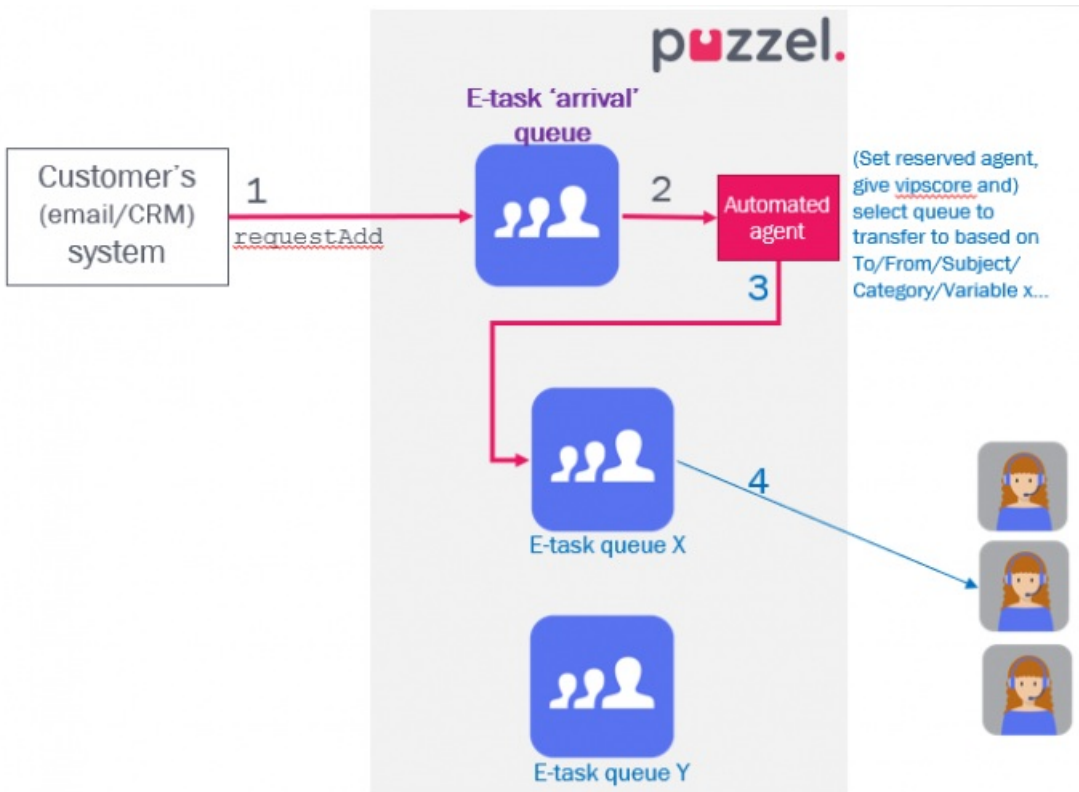 puzzel.
E-task 'arrival'
queue
Customer's
(email/CRM)
system
1
requestAdd
2
Automated
agent
(Set reserved agent,
give vipscore and)
select queue to
transfer to based on
To/From/Subject/
Category/Variable x...
3
4
E-task queue X
E-task queue Y